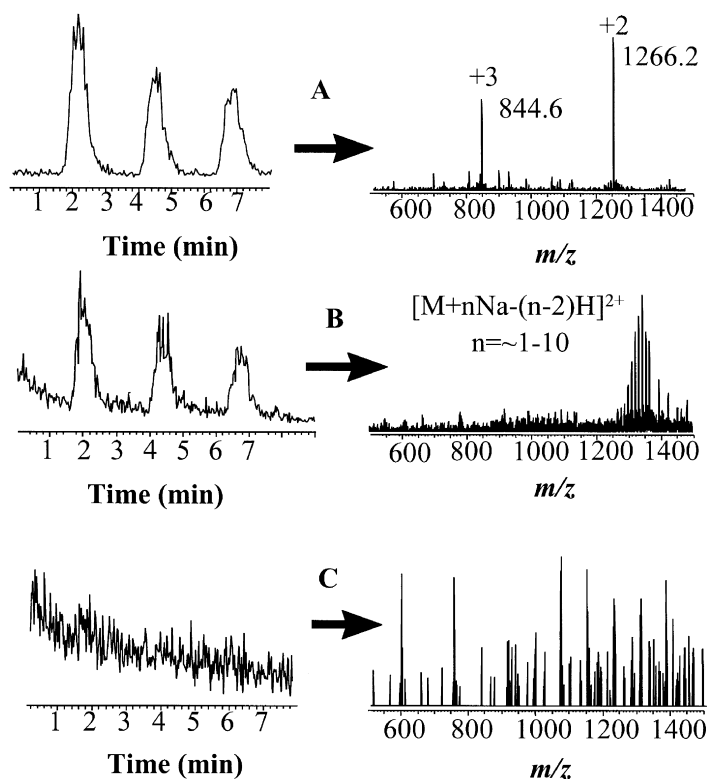 +2
1266.2
+3
844.6
A
1 2 3 4 5 6 7
Time (min)
600 800 1000 1200 1400
m/z
B
[M+nNa-(n-2)H]²⁺
n=~1-10
1 2 3 4 5 6 7
Time (min)
600 800 1000 1200 1400
m/z
C
1 2 3 4 5 6 7
Time (min)
600 800 1000 1200 1400
m/z